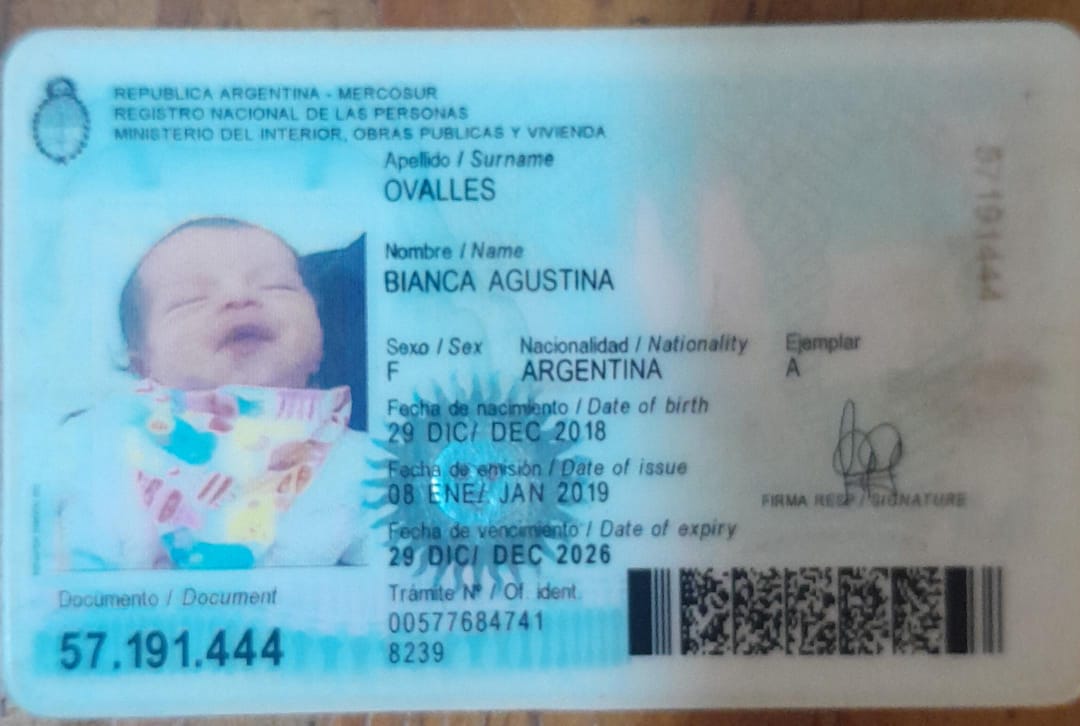 REPUBLICA ARGENTINA - MERCOSUR
REGISTRO NACIONAL DE LAS PERSONAS
MINISTERIO DEL INTERIOR, OBRAS PUBLICAS Y VIVIENDA
Apellido / Surname
OVALLES
Nombre / Name
BIANCA AGUSTINA
Sexo / Sex Nacionalidad / Nationality Ejemplar
F ARGENTINA A
Fecha de nacimiento / Date of birth
29 DIC/ DEC 2018
Fecha de emisión / Date of issue
08 ENE/ JAN 2019
FIRMA RESP / SIGNATURE
Fecha de vencimiento / Date of expiry
29 DIC/ DEC 2026
Documento / Document
57.191.444
Trámite Nº / Of. ident.
00577684741
8239
57191444